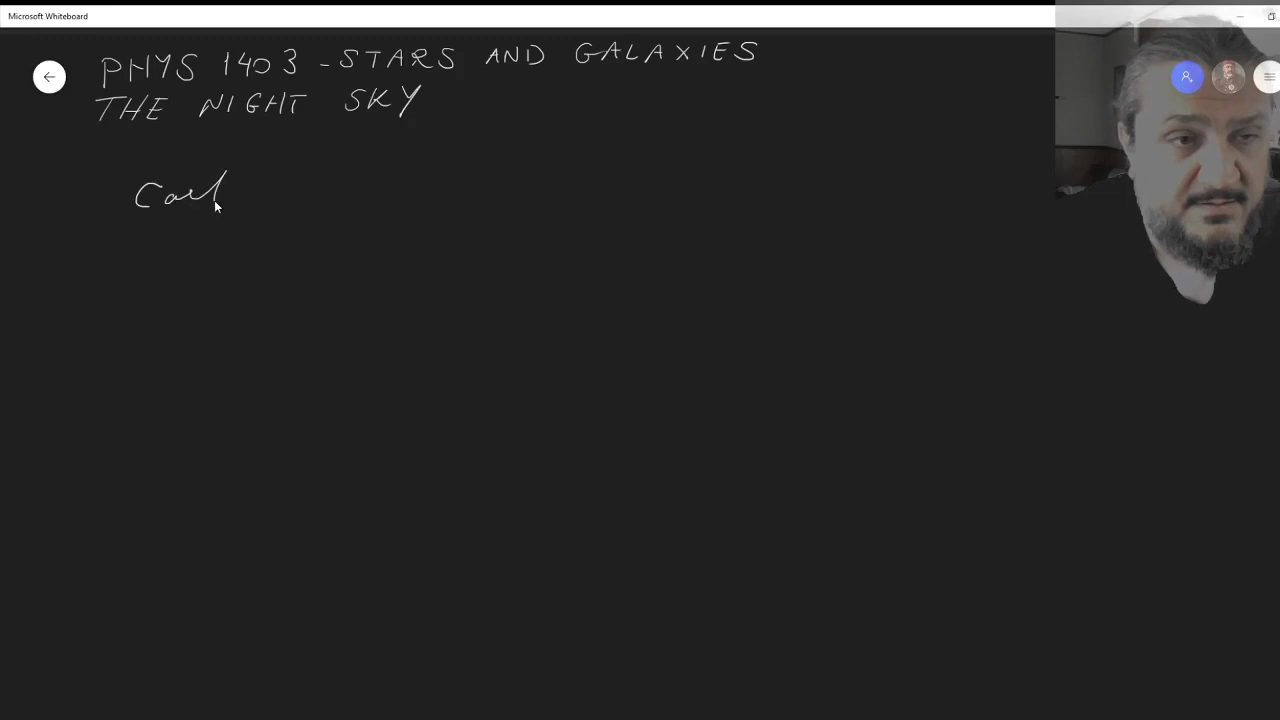 Microsoft Whiteboard
PHYS 1403 - STARS AND GALAXIES
THE NIGHT SKY
Carl